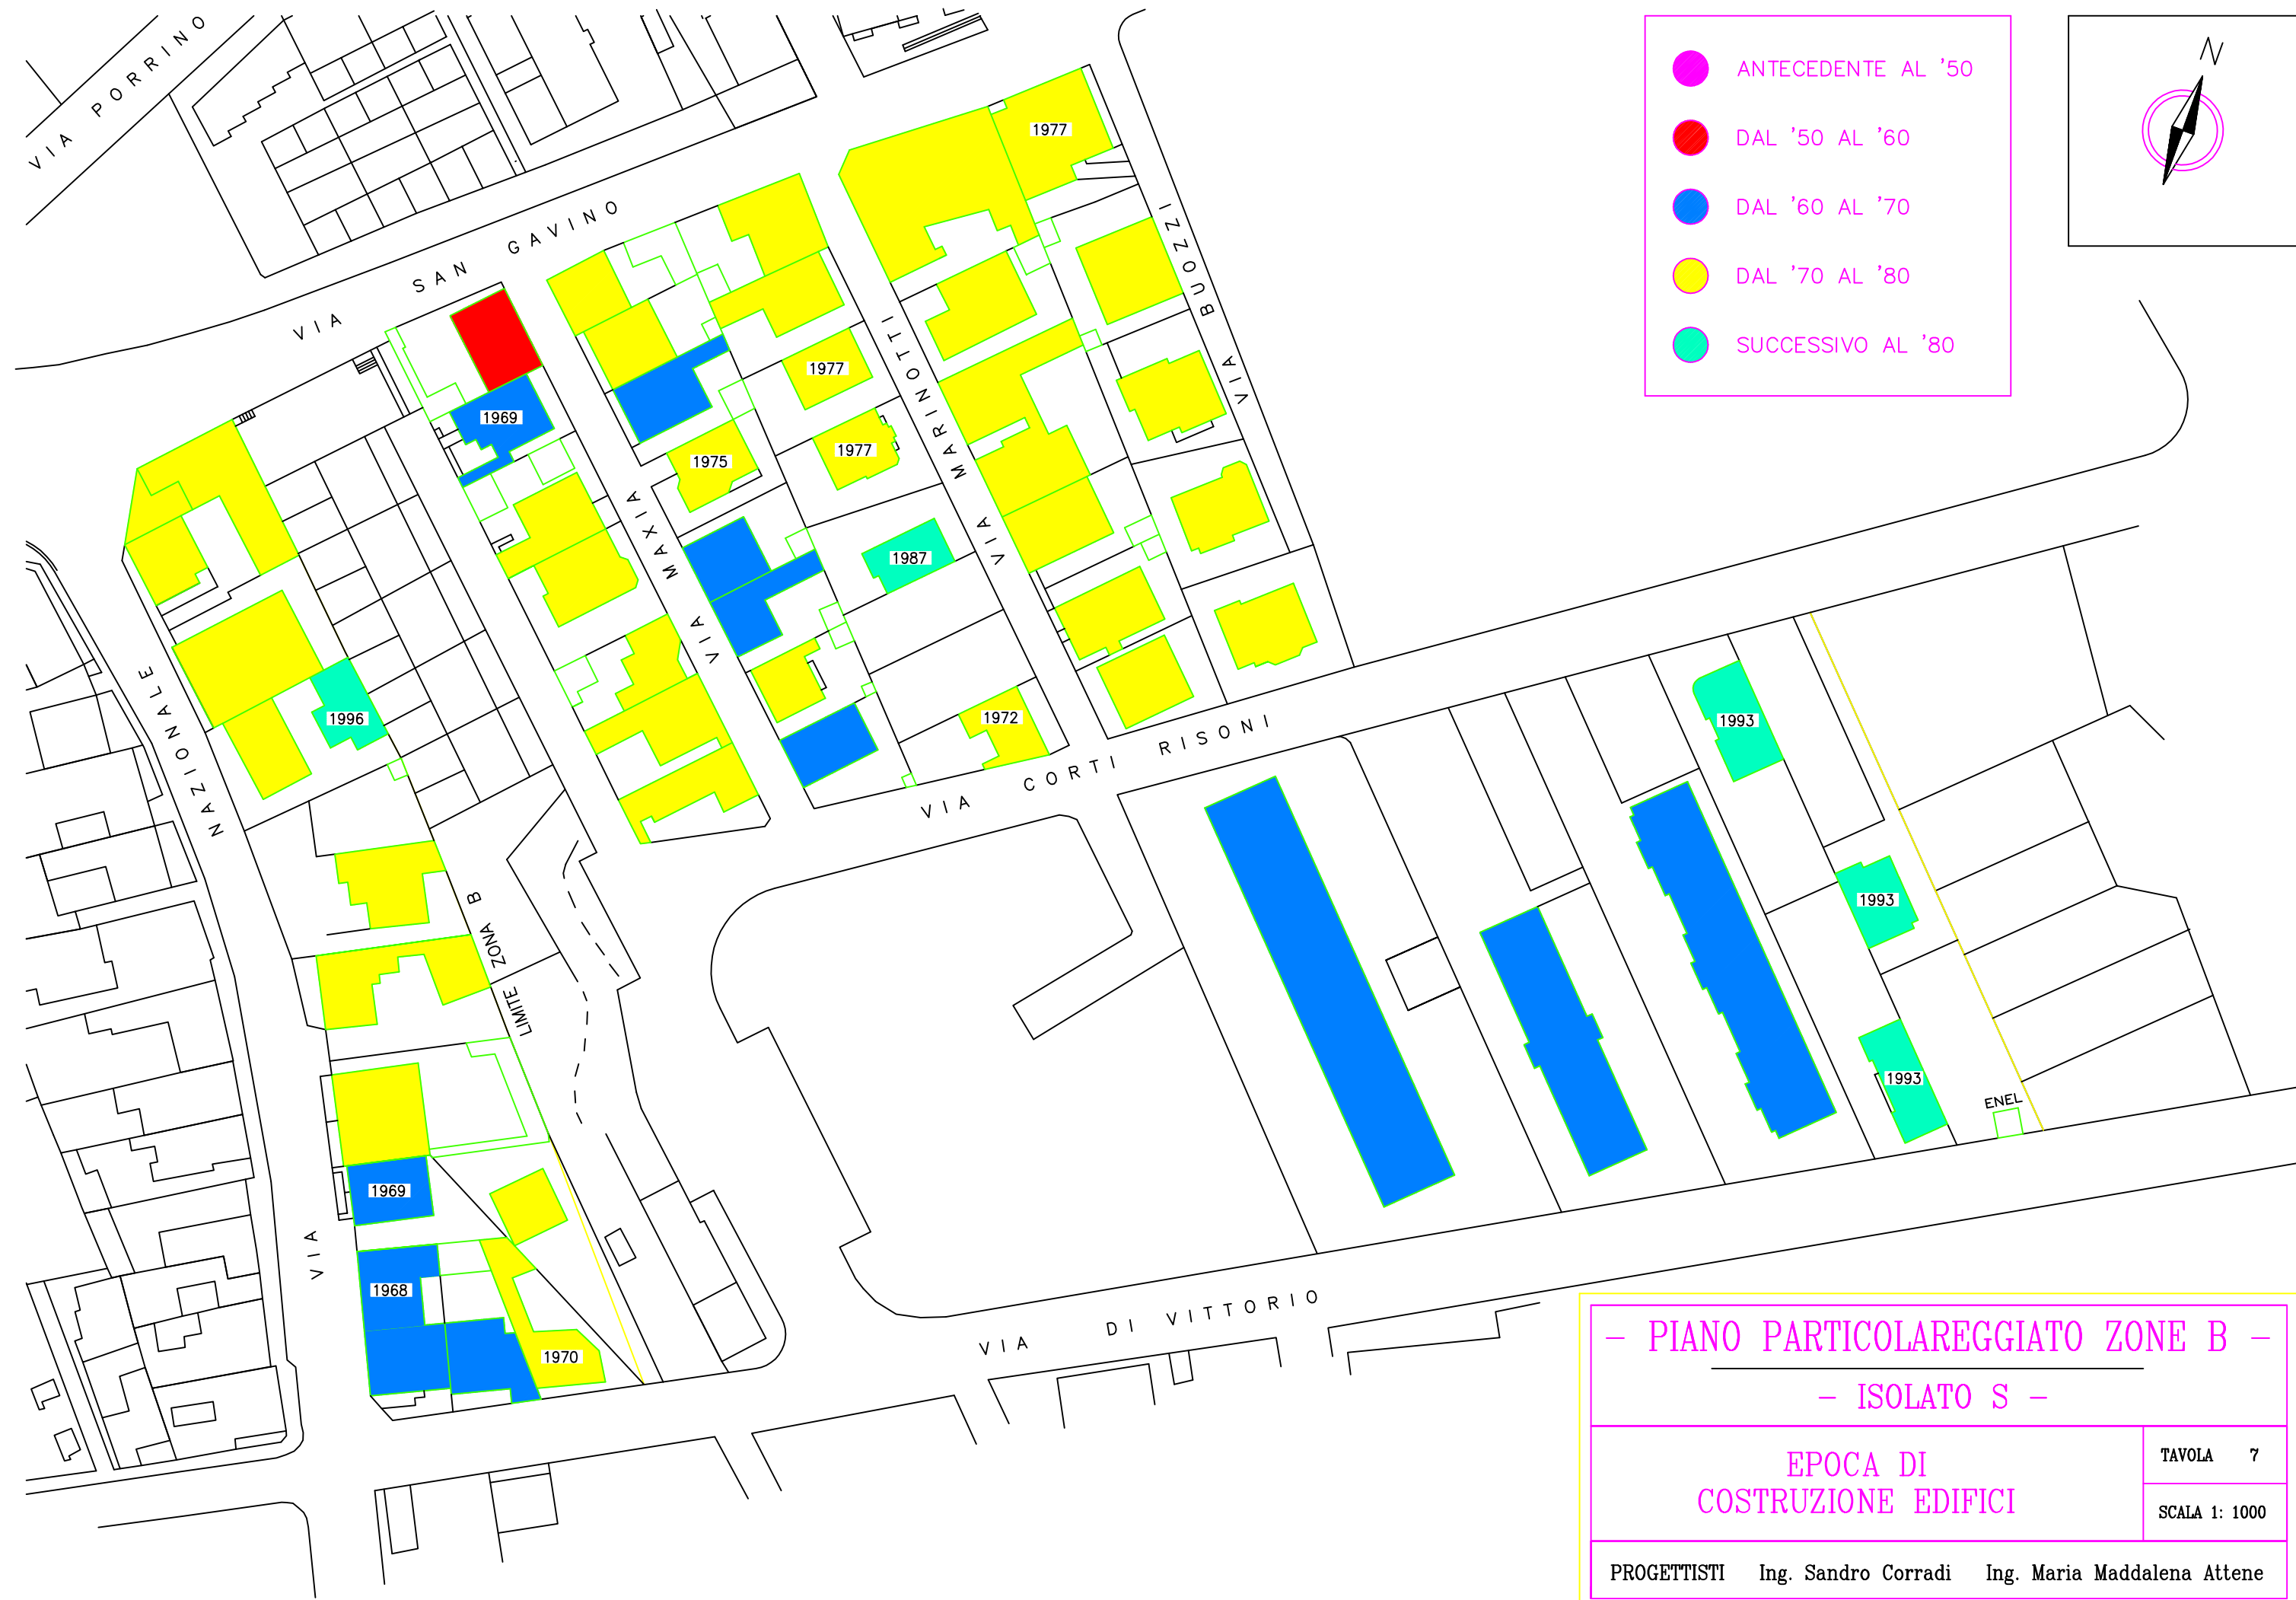 VIA PORRINO
VIA SAN GAVINO
VIA BUOZZI
VIA MARINOTTI
VIA MAXIA
VIA NAZIONALE
VIA CORTI RISONI
VIA DI VITTORIO
LIMITE ZONA B
1977
1969
1977
1975
1977
1987
1996
1972
1993
1993
1993
ENEL
1969
1968
1970
N
ANTECEDENTE AL '50
DAL '50 AL '60
DAL '60 AL '70
DAL '70 AL '80
SUCCESSIVO AL '80
- PIANO PARTICOLAREGGIATO ZONE B -
- ISOLATO S -
EPOCA DI
COSTRUZIONE EDIFICI
TAVOLA 7
SCALA 1: 1000
PROGETTISTI Ing. Sandro Corradi Ing. Maria Maddalena Attene